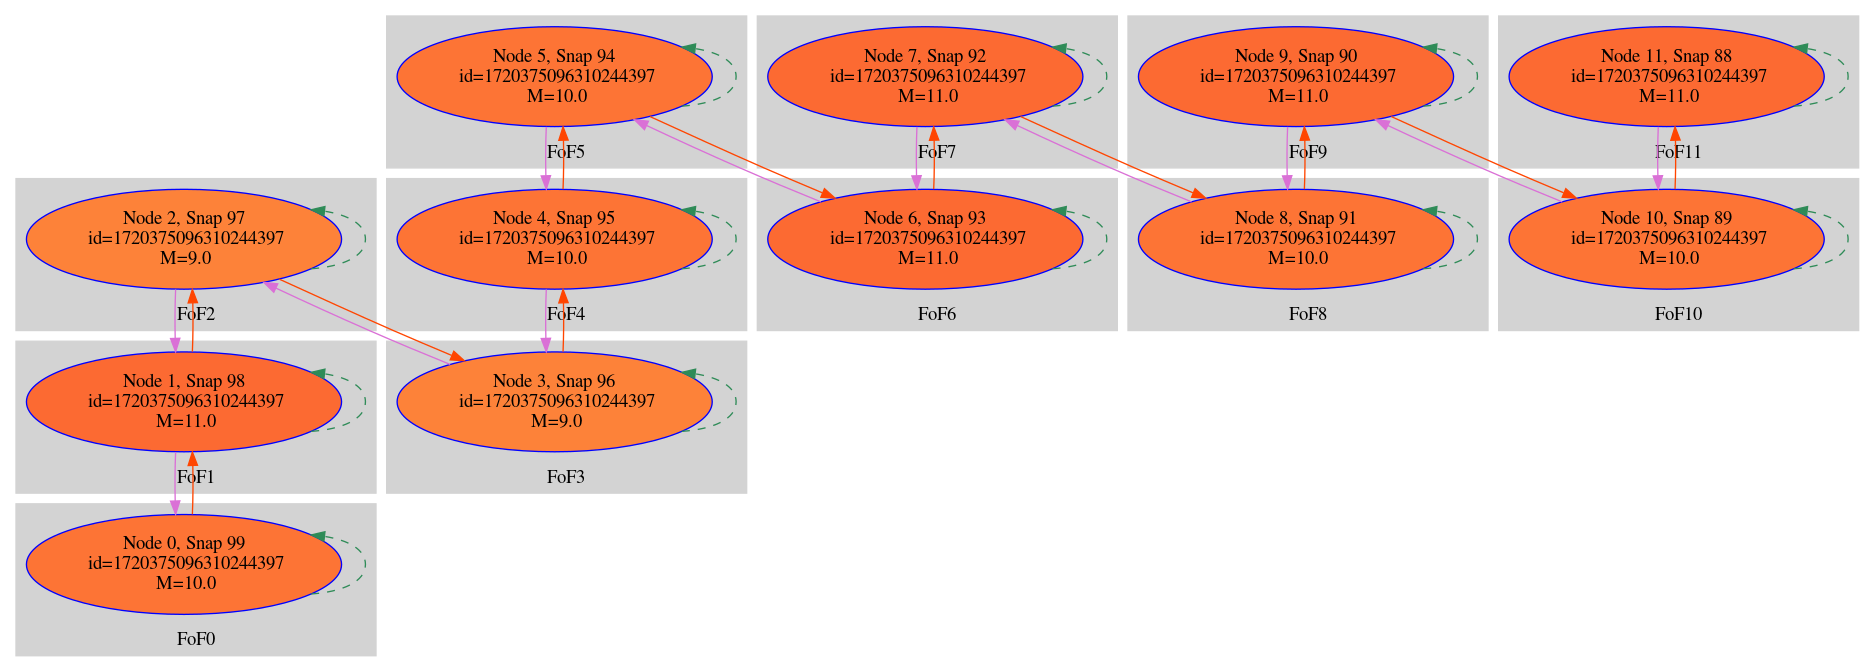 Node 5, Snap 94
id=1720375096310244397
M=10.0
FoF5
Node 7, Snap 92
id=1720375096310244397
M=11.0
FoF7
Node 9, Snap 90
id=1720375096310244397
M=11.0
FoF9
Node 11, Snap 88
id=1720375096310244397
M=11.0
FoF11
Node 2, Snap 97
id=1720375096310244397
M=9.0
FoF2
Node 4, Snap 95
id=1720375096310244397
M=10.0
FoF4
Node 6, Snap 93
id=1720375096310244397
M=11.0
FoF6
Node 8, Snap 91
id=1720375096310244397
M=10.0
FoF8
Node 10, Snap 89
id=1720375096310244397
M=10.0
FoF10
Node 1, Snap 98
id=1720375096310244397
M=11.0
FoF1
Node 3, Snap 96
id=1720375096310244397
M=9.0
FoF3
Node 0, Snap 99
id=1720375096310244397
M=10.0
FoF0